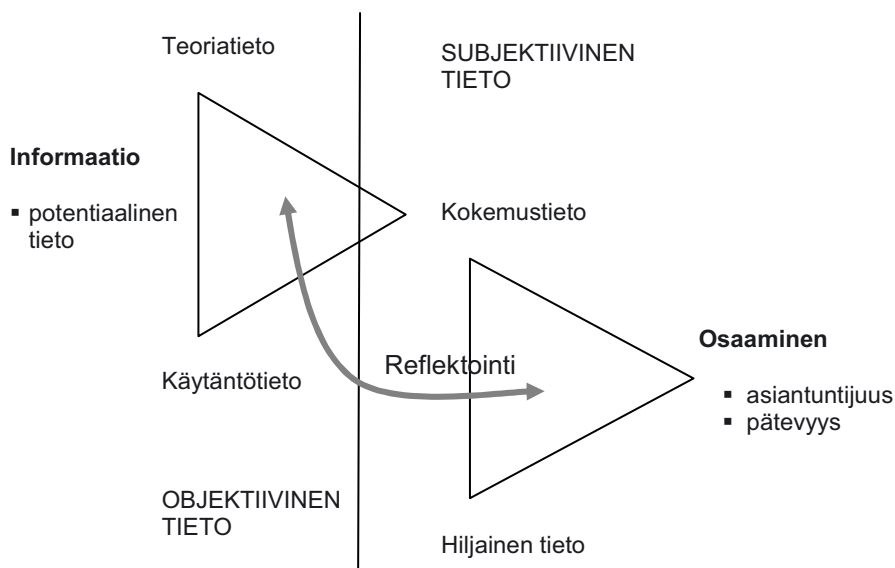 Teoriatieto
SUBJEKTIIVINEN
TIETO
Informaatio
▪ potentiaalinen
tieto
Kokemustieto
Käytäntötieto
Reflektointi
Osaaminen
▪ asiantuntijuus
▪ pätevyys
OBJEKTIIVINEN
TIETO
Hiljainen tieto